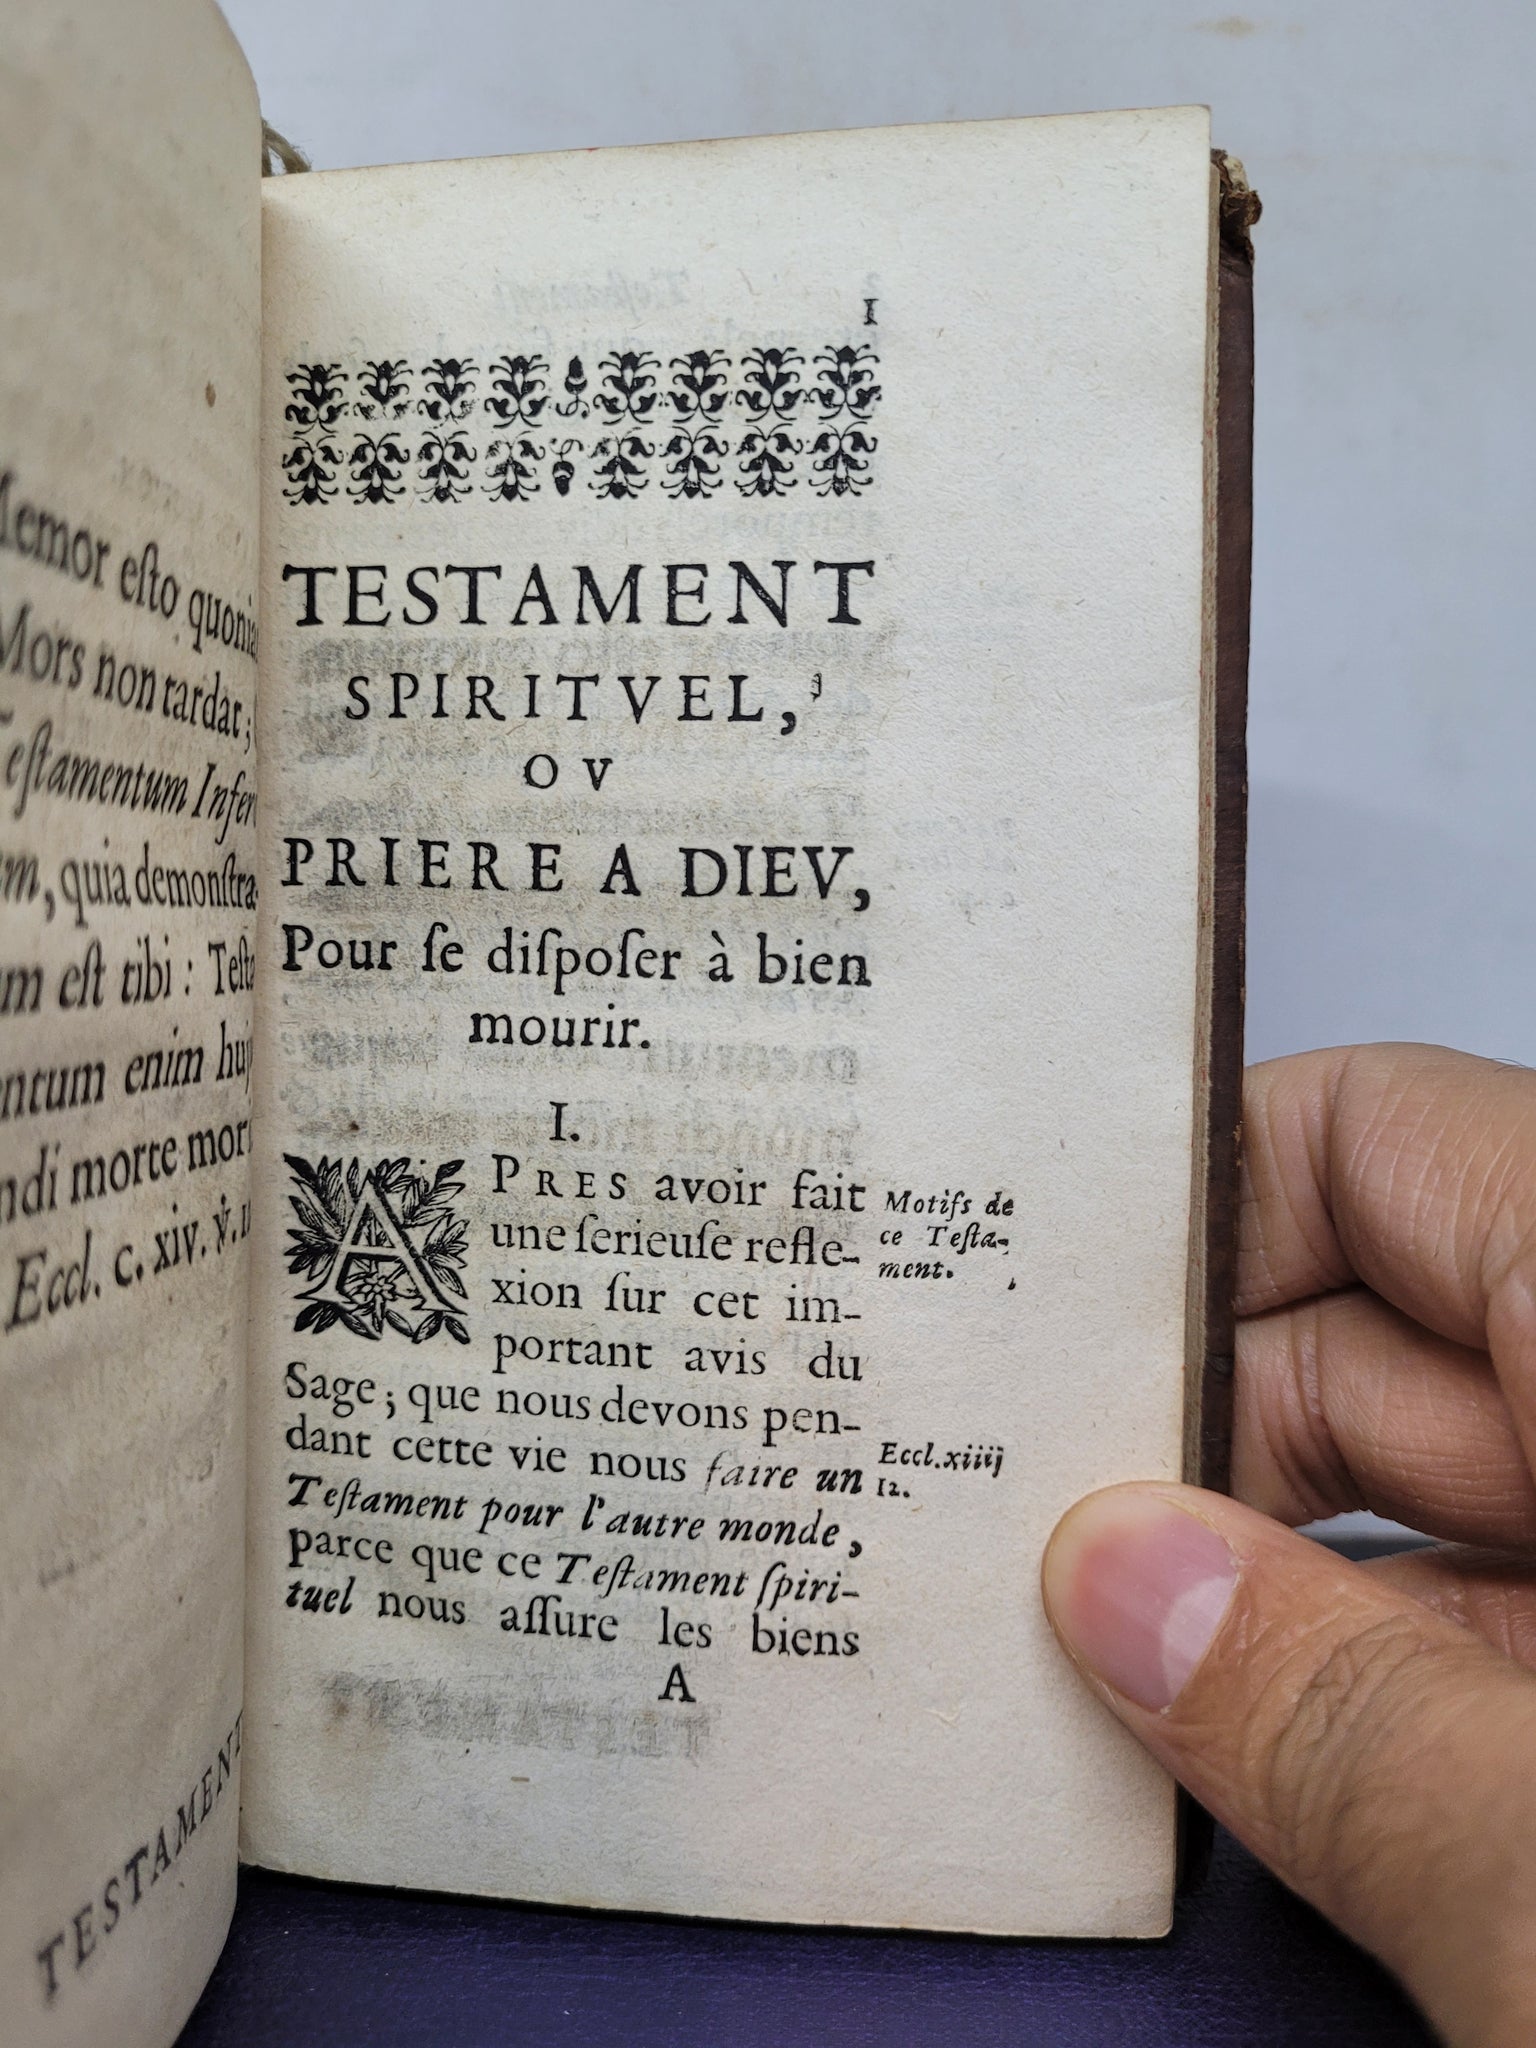 emor eſto quonia
Mors non tardat;
Teſtamentum Infer
m, quia demonſtra-
um eſt tibi : Teſta
entum enim huj
ndi morte mor
Eccl. c. xiv. ℣.
TESTAMENT
I
TESTAMENT
SPIRITVEL,
OV
PRIERE A DIEV,
Pour ſe diſpoſer à bien
mourir.
I.
APRES avoir fait
une ſerieuſe refle-
xion ſur cet im-
portant avis du
Sage ; que nous devons pen-
dant cette vie nous faire un
Teſtament pour l'autre monde,
parce que ce Teſtament ſpiri-
tuel nous aſſure les biens
A
Motifs de
ce Teſta-
ment.
Eccl. xiiij
12.